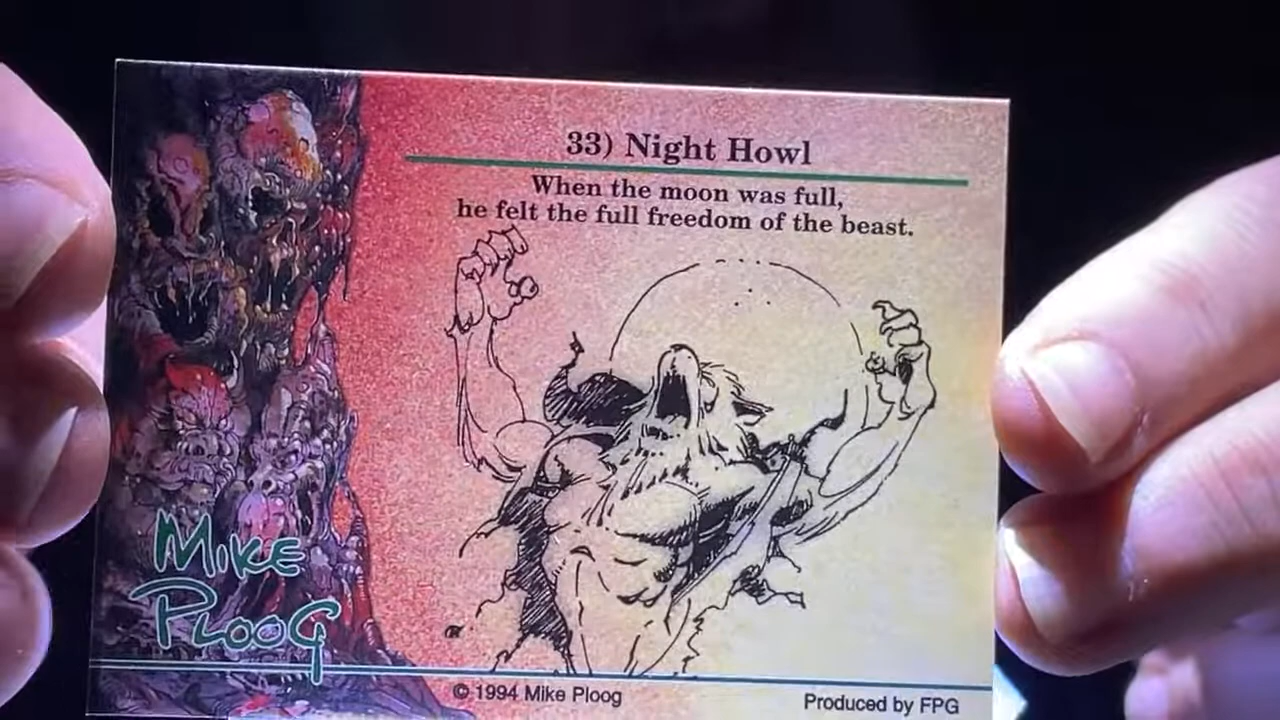 33) Night Howl
When the moon was full,
he felt the full freedom of the beast.
MIKE
PLOOG
© 1994 Mike Ploog
Produced by FPG